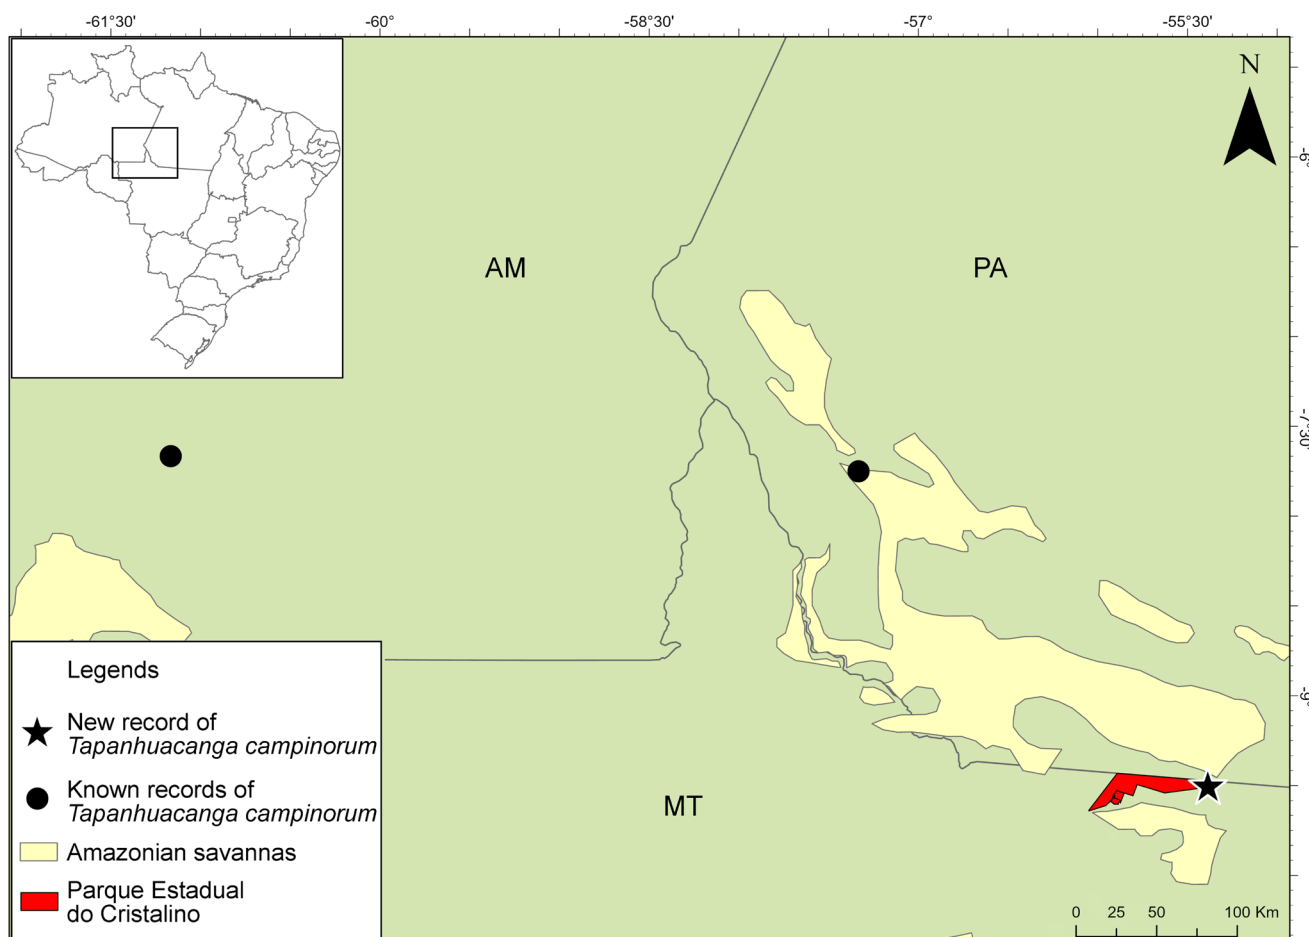 -61°30' -60° -58°30' -57° -55°30'
N
-6°
AM
PA
-7°30'
Legends
New record of
Tapanhuacanga campinorum
-9°
Known records of
Tapanhuacanga campinorum
MT
Amazonian savannas
Parque Estadual
do Cristalino
0 25 50 100 Km